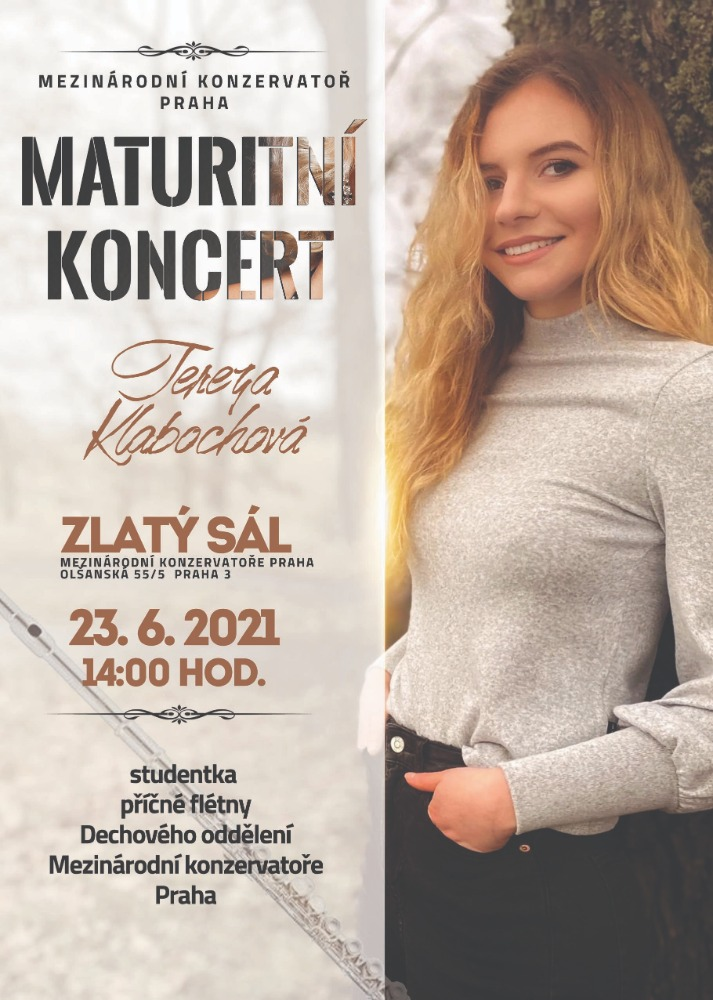 MEZINÁRODNÍ KONZERVATOŘ
PRAHA
MATURITNÍ
KONCERT
Tereza
Klabochová
ZLATÝ SÁL
MEZINÁRODNÍ KONZERVATOŘE PRAHA
OLŠANSKÁ 55/5 PRAHA 3
23. 6. 2021
14:00 HOD.
studentka
příčné flétny
Dechového oddělení
Mezinárodní konzervatoře
Praha